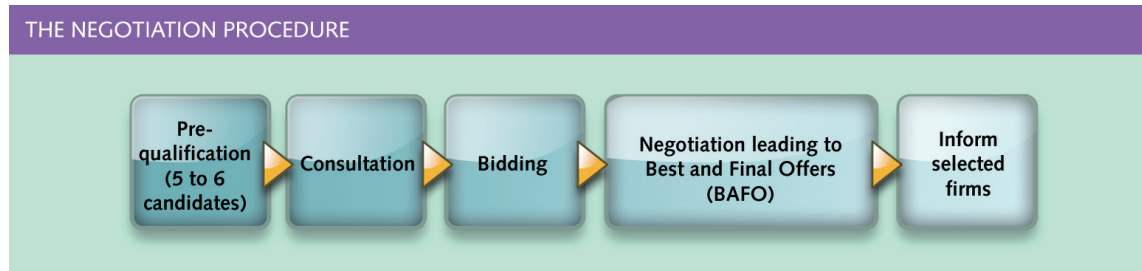 THE NEGOTIATION PROCEDURE
Pre-
qualification
(5 to 6
candidates)
Consultation
Bidding
Negotiation leading to
Best and Final Offers
(BAFO)
Inform
selected
firms